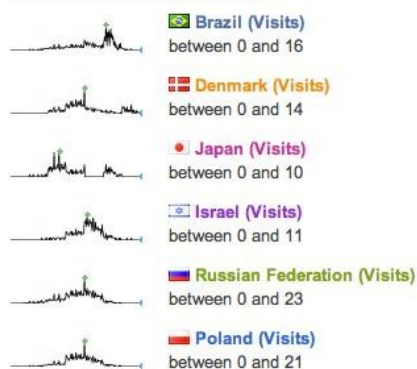 Brazil (Visits)
between 0 and 16
Denmark (Visits)
between 0 and 14
Japan (Visits)
between 0 and 10
Israel (Visits)
between 0 and 11
Russian Federation (Visits)
between 0 and 23
Poland (Visits)
between 0 and 21